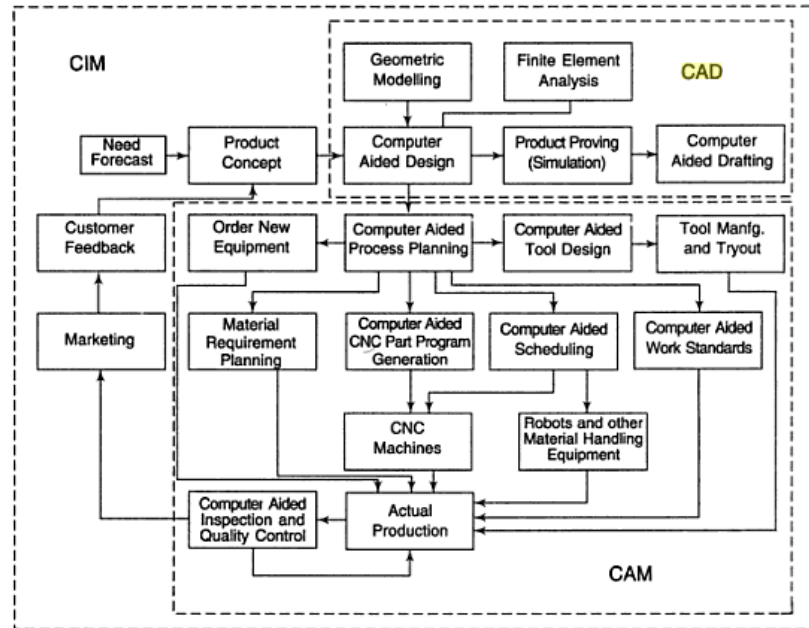 CIM
Geometric
Modelling
Finite Element
Analysis
CAD
Need
Forecast
Product
Concept
Computer
Aided Design
Product Proving
(Simulation)
Computer
Aided Drafting
Customer
Feedback
Order New
Equipment
Computer Aided
Process Planning
Computer Aided
Tool Design
Tool Manfg.
and Tryout
Marketing
Material
Requirement
Planning
Computer Aided
CNC Part Program
Generation
Computer Aided
Scheduling
Computer Aided
Work Standards
CNC
Machines
Robots and other
Material Handling
Equipment
Computer Aided
Inspection and
Quality Control
Actual
Production
CAM